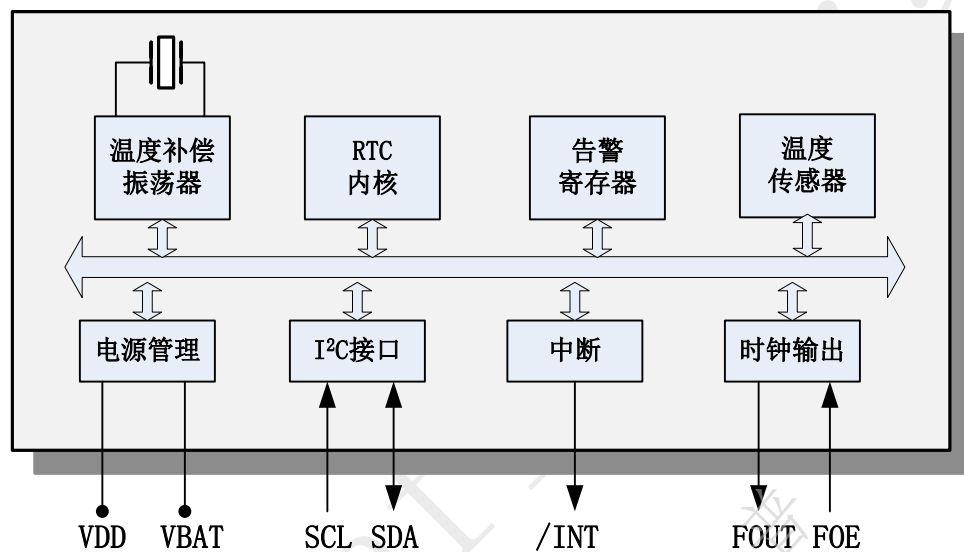 温度补偿
振荡器
RTC
内核
告警
寄存器
温度
传感器
电源管理
I²C接口
中断
时钟输出
VDD VBAT SCL SDA /INT FOUT FOE